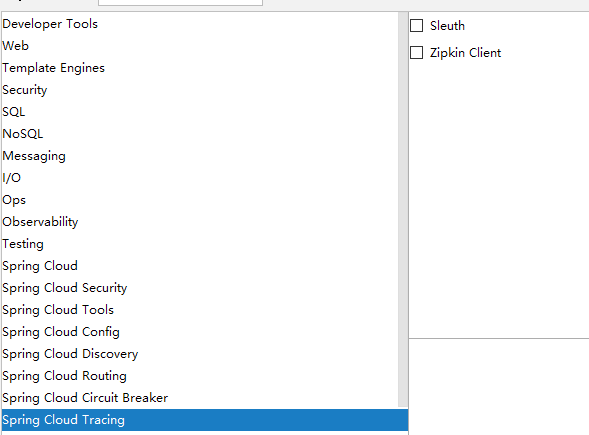 Developer Tools
Web
Template Engines
Security
SQL
NoSQL
Messaging
I/O
Ops
Observability
Testing
Spring Cloud
Spring Cloud Security
Spring Cloud Tools
Spring Cloud Config
Spring Cloud Discovery
Spring Cloud Routing
Spring Cloud Circuit Breaker
Spring Cloud Tracing
Sleuth
Zipkin Client